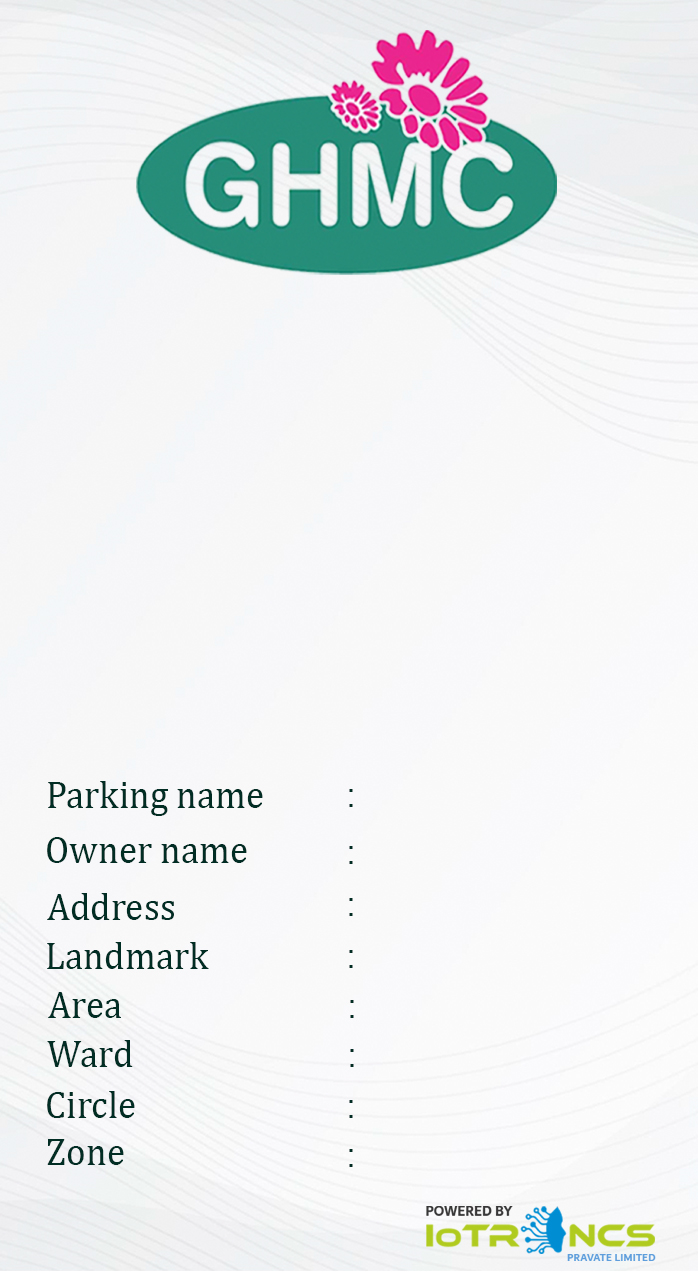 GHMC
Parking name :
Owner name :
Address :
Landmark :
Area :
Ward :
Circle :
Zone :
POWERED BY
IoTRONCS
PRAVATE LIMITED